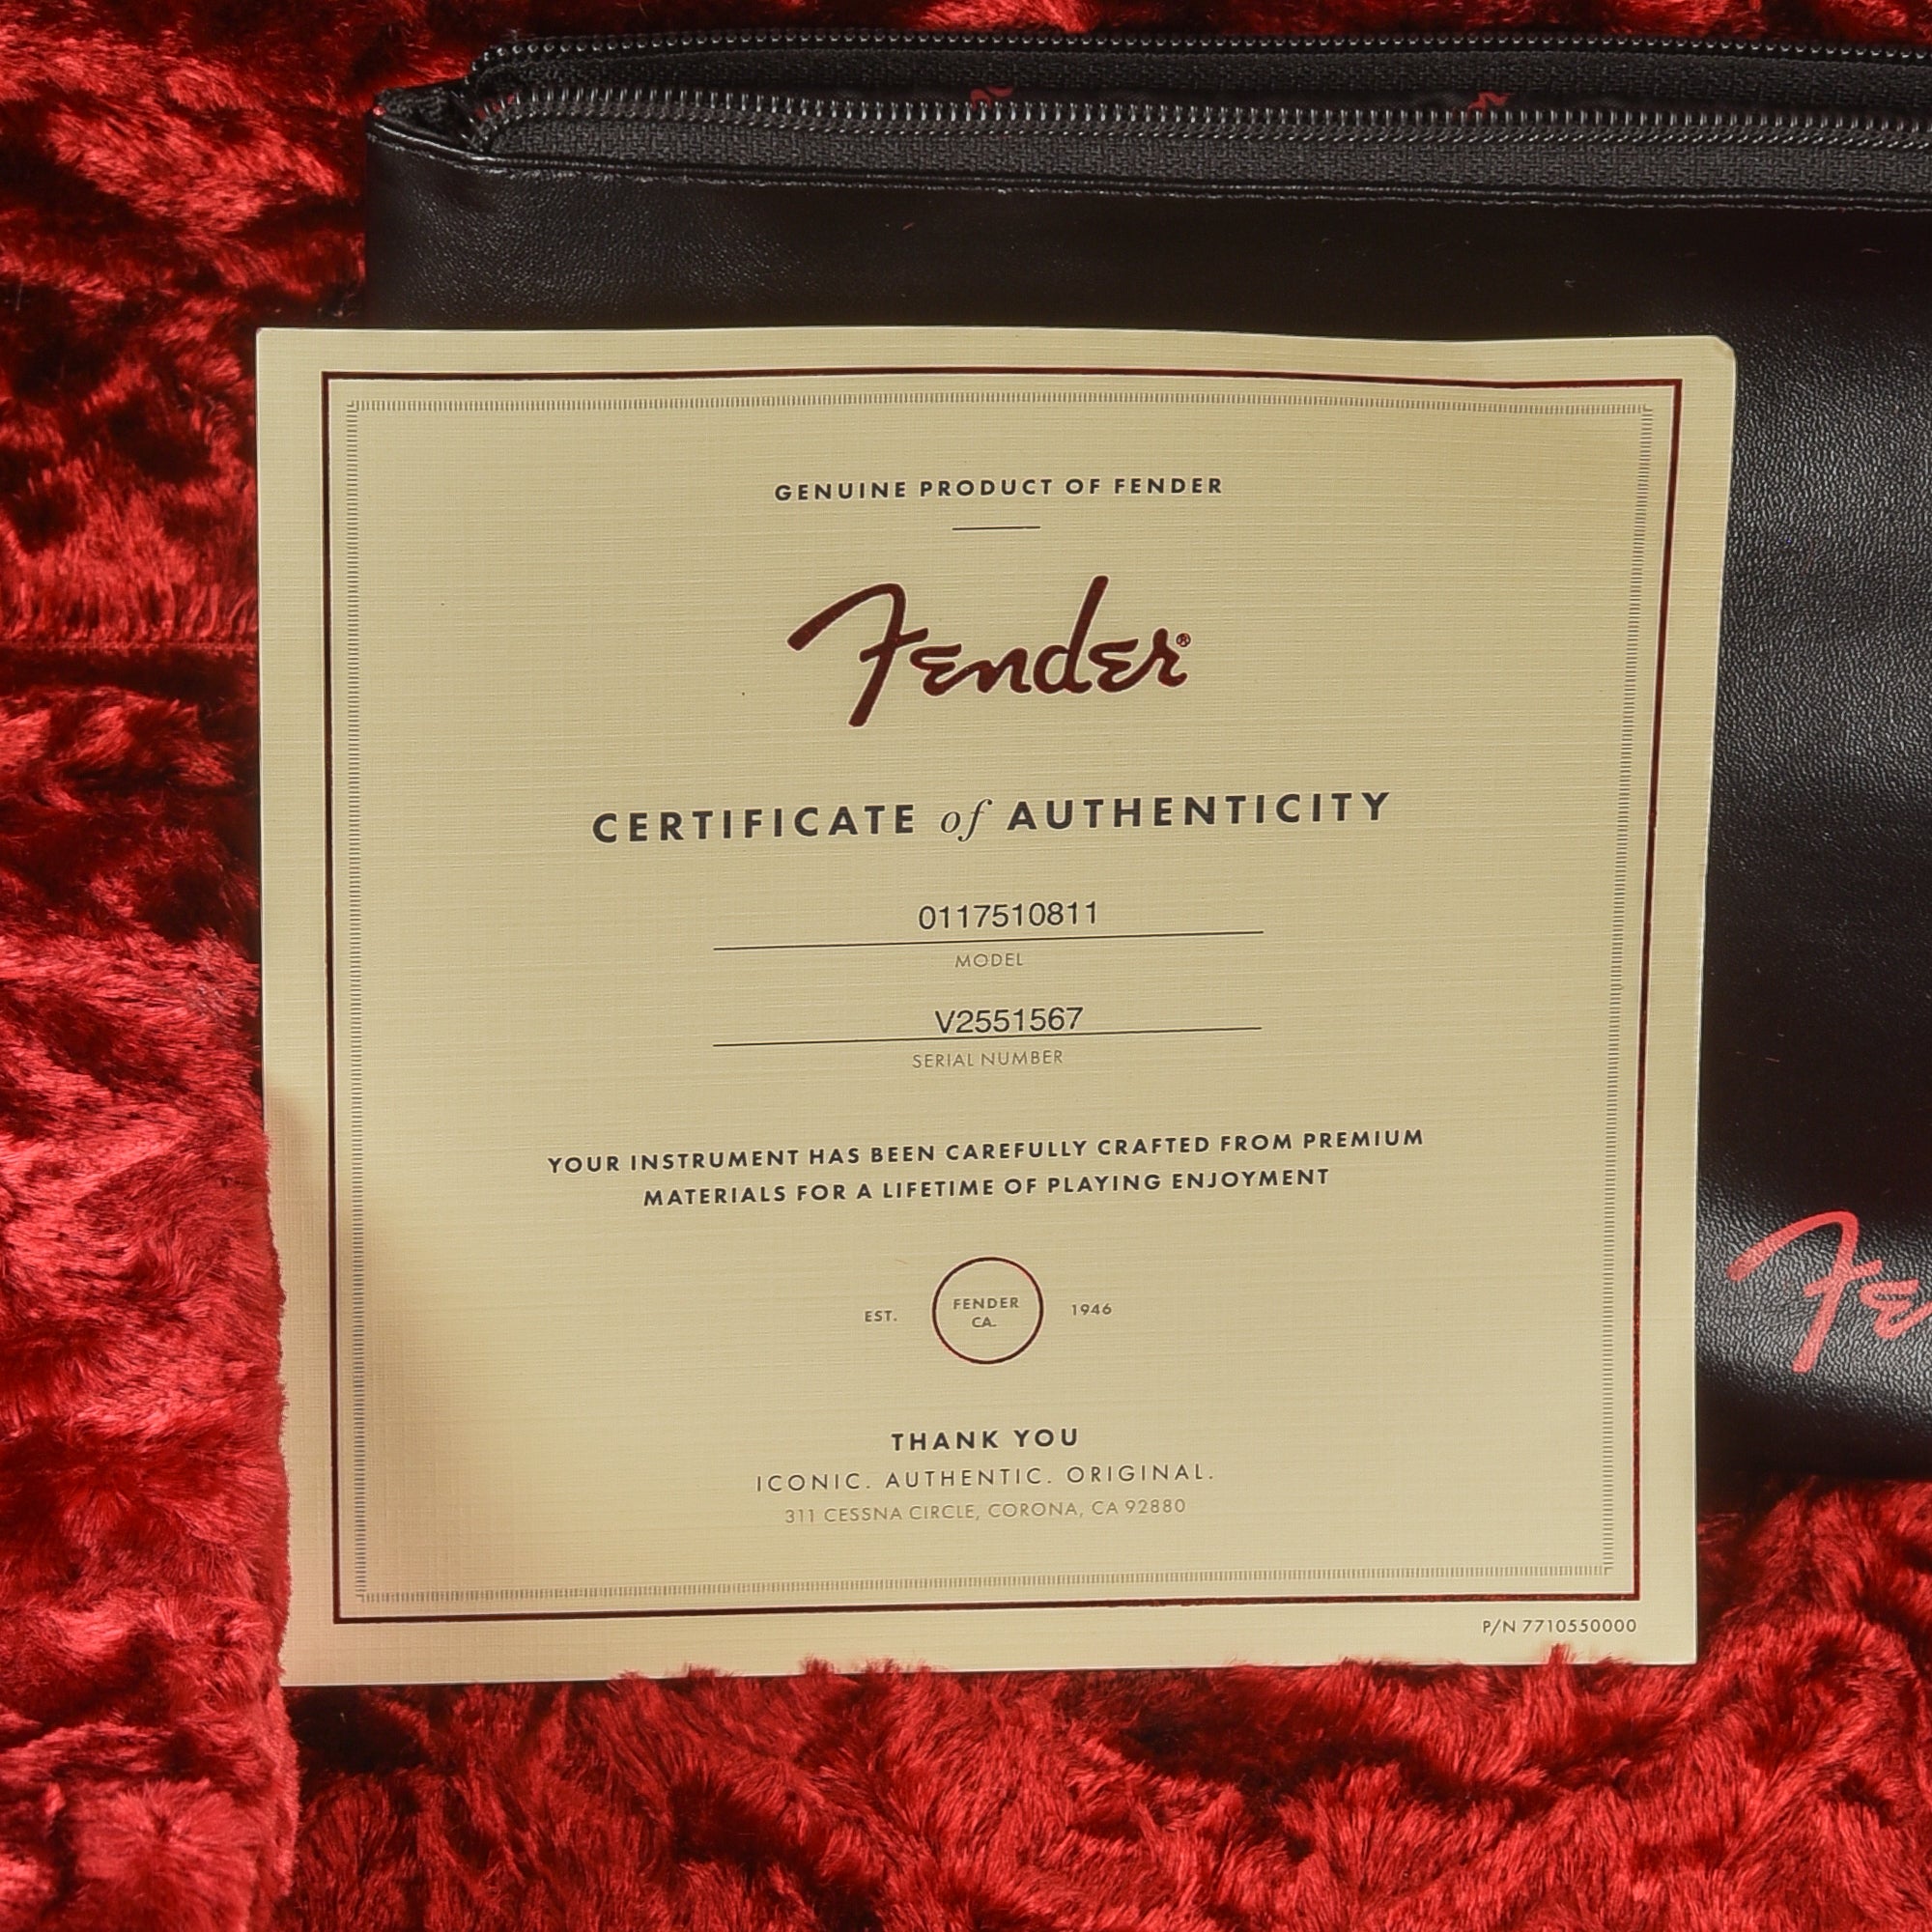 GENUINE PRODUCT OF FENDER
Fender®
CERTIFICATE of AUTHENTICITY
0117510811
MODEL
V2551567
SERIAL NUMBER
YOUR INSTRUMENT HAS BEEN CAREFULLY CRAFTED FROM PREMIUM
MATERIALS FOR A LIFETIME OF PLAYING ENJOYMENT
EST. FENDER CA. 1946
THANK YOU
ICONIC. AUTHENTIC. ORIGINAL.
311 CESSNA CIRCLE, CORONA, CA 92880
P/N 7710550000
Fe